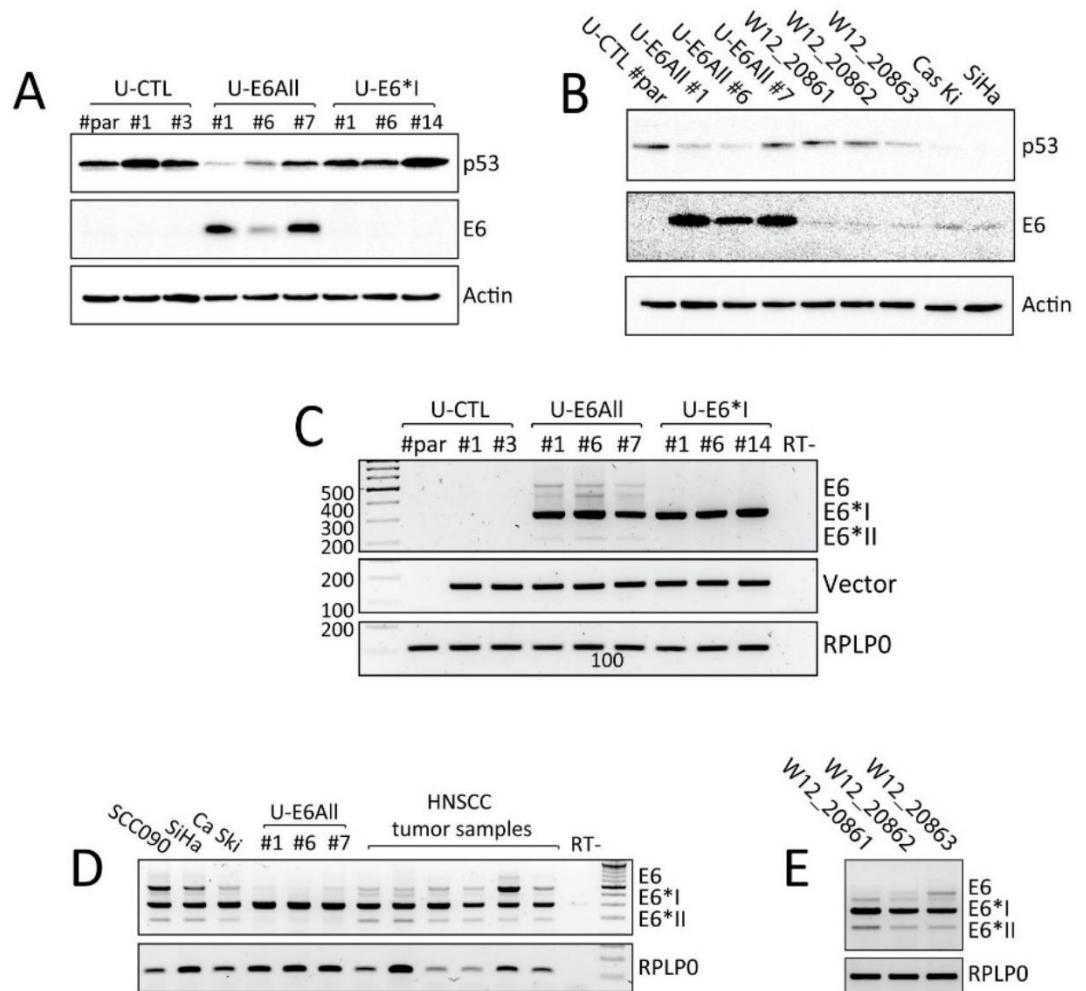 A
U-CTL U-E6All U-E6*I
#par #1 #3 #1 #6 #7 #1 #6 #14
p53
E6
Actin
B
U-CTL #par
U-E6All #1
U-E6All #6
U-E6All #7
W12_20861
W12_20862
W12_20863
Cas Ki
SiHa
p53
E6
Actin
C
U-CTL U-E6All U-E6*I
#par #1 #3 #1 #6 #7 #1 #6 #14 RT-
500
400
300
200
E6
E6*I
E6*II
200
100
Vector
200
RPLP0
100
D
SCC090
SiHa
Ca Ski
U-E6All
#1 #6 #7
HNSCC
tumor samples
RT-
E6
E6*I
E6*II
RPLP0
E
W12_20861
W12_20862
W12_20863
E6
E6*I
E6*II
RPLP0